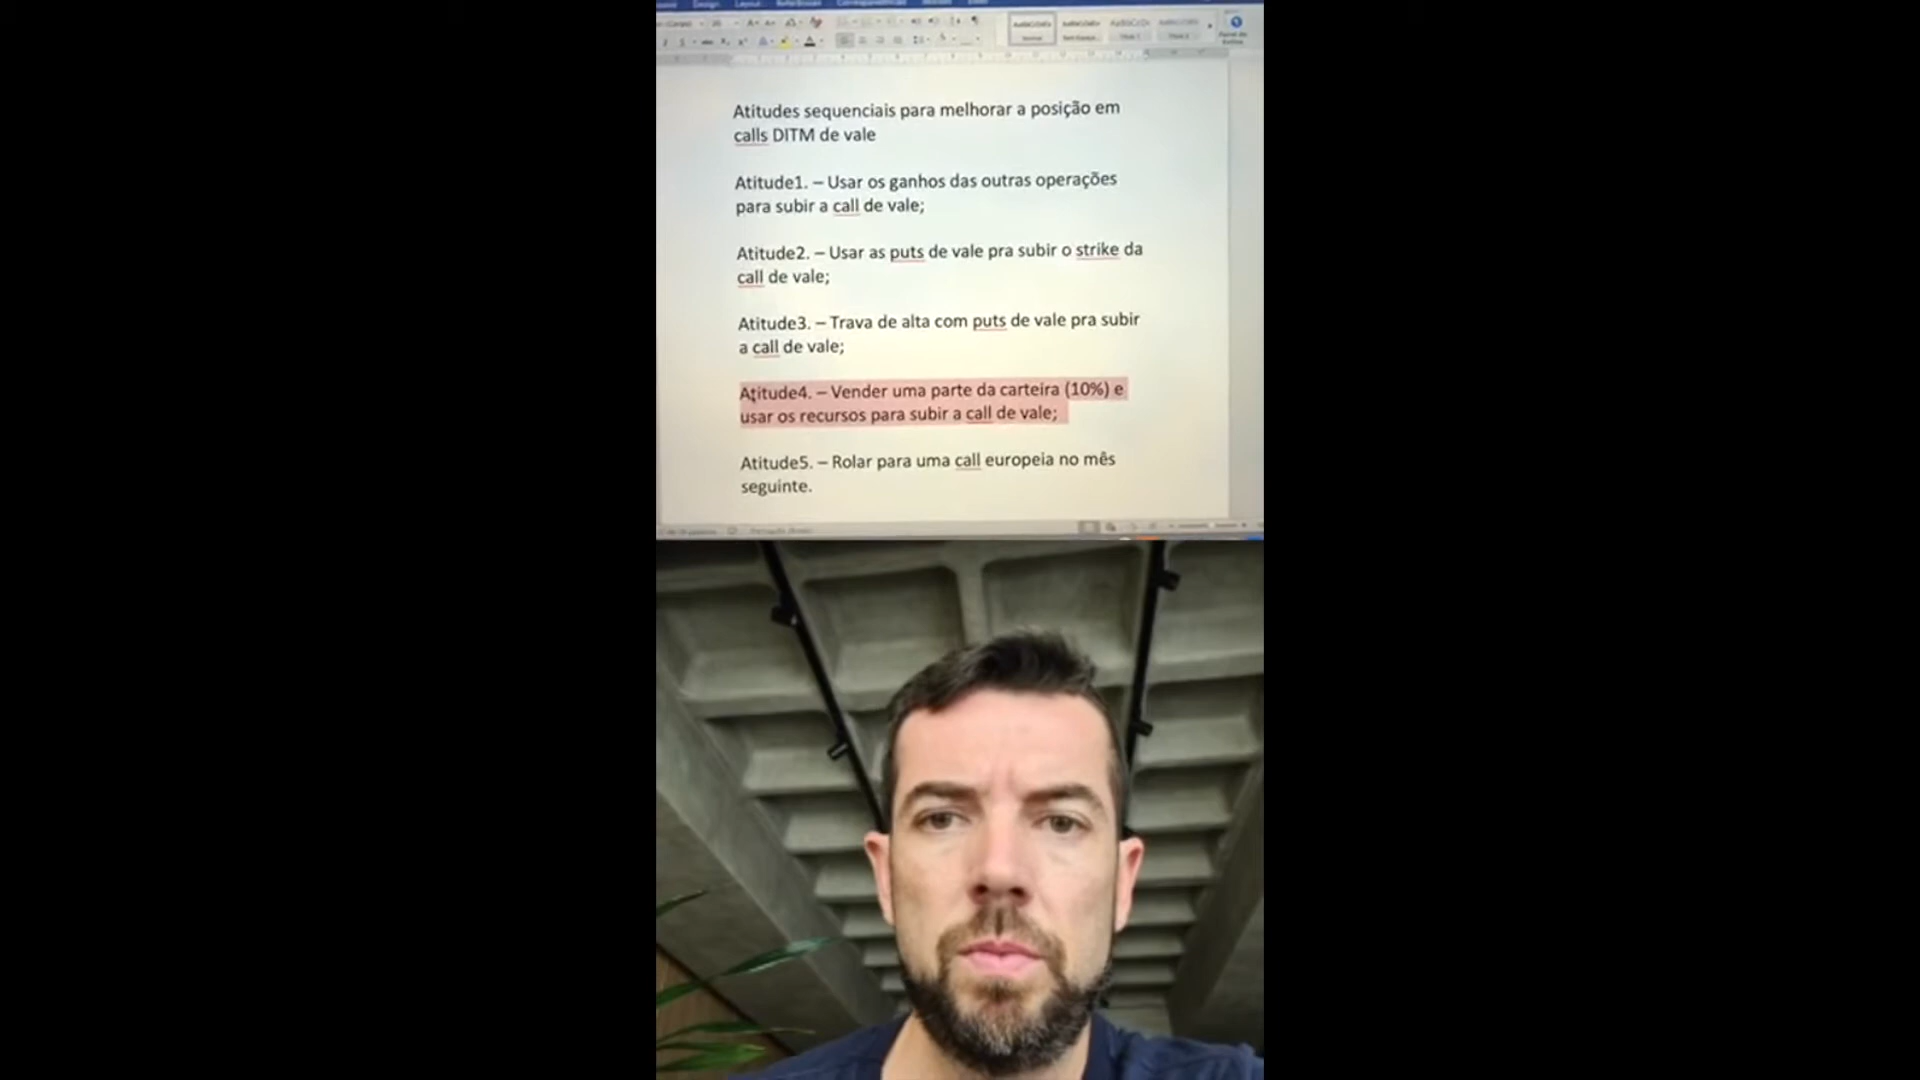 Design
Layout
Atitudes sequenciais para melhorar a posição em
calls DITM de vale
Atitude1. – Usar os ganhos das outras operações
para subir a call de vale;
Atitude2. – Usar as puts de vale pra subir o strike da
call de vale;
Atitude3. – Trava de alta com puts de vale pra subir
a call de vale;
Atitude4. – Vender uma parte da carteira (10%) e
usar os recursos para subir a call de vale;
Atitude5. – Rolar para uma call europeia no mês
seguinte.